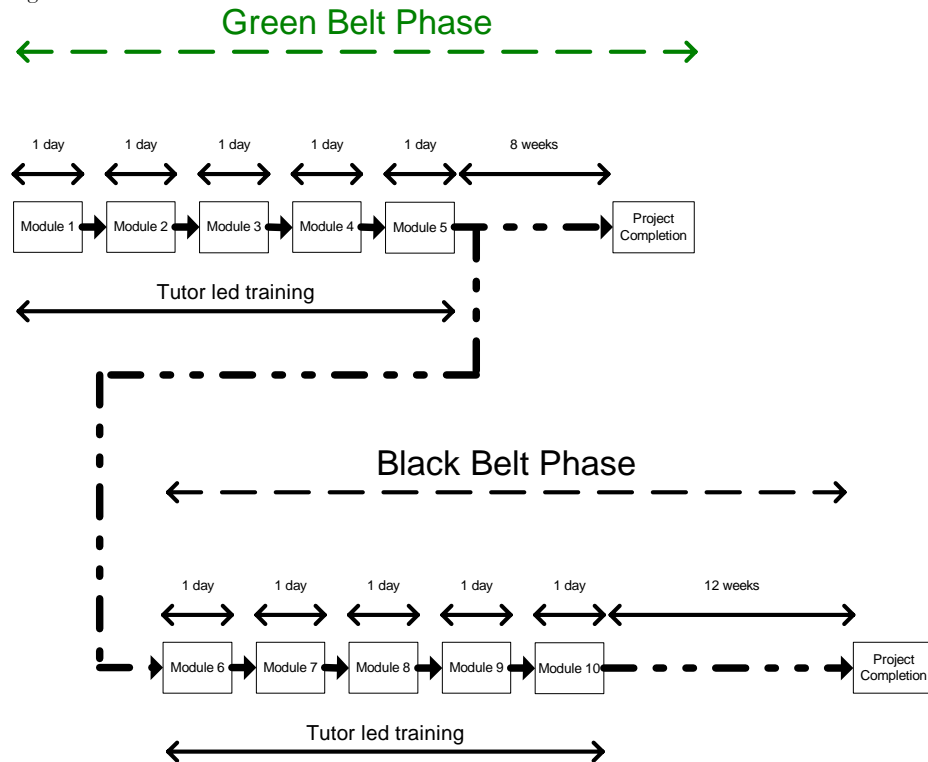 Green Belt Phase
1 day 1 day 1 day 1 day 1 day 8 weeks
Module 1 Module 2 Module 3 Module 4 Module 5 Project
Completion
Tutor led training
Black Belt Phase
1 day 1 day 1 day 1 day 1 day 12 weeks
Module 6 Module 7 Module 8 Module 9 Module 10 Project
Completion
Tutor led training